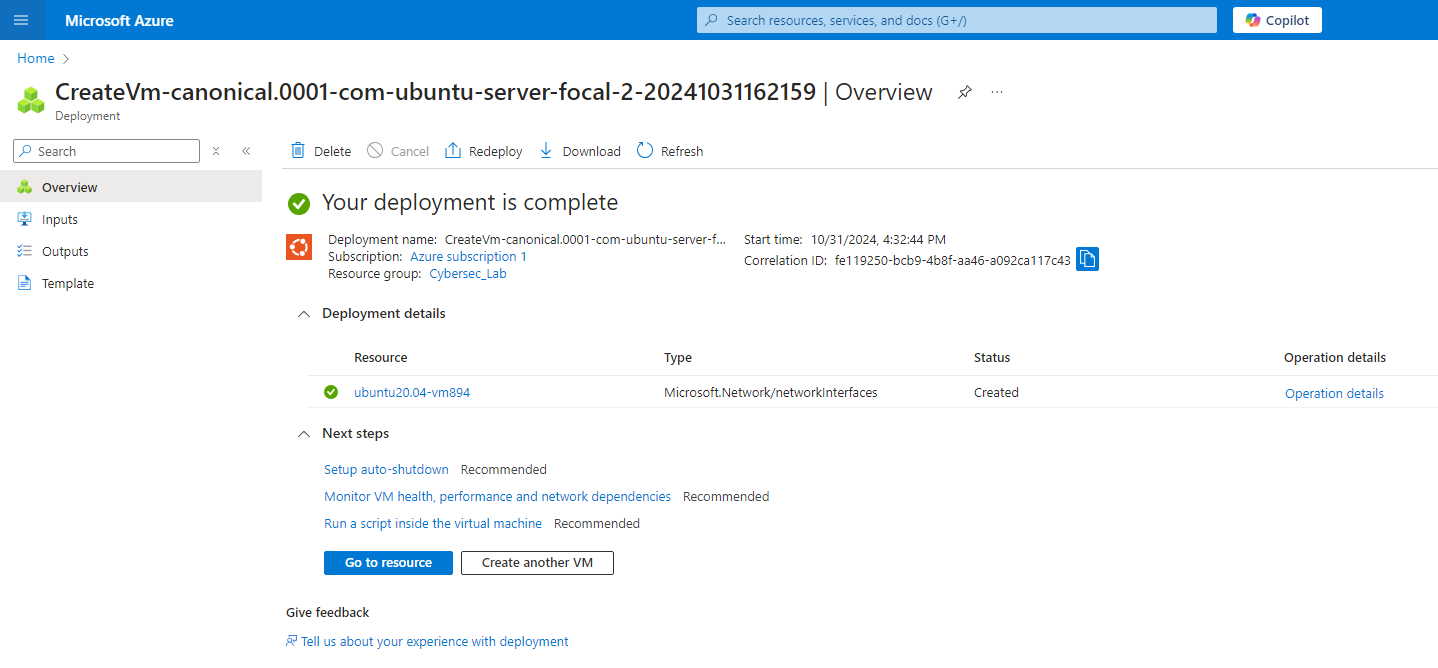 Microsoft Azure
Search resources, services, and docs (G+/)
Copilot
Home
CreateVm-canonical.0001-com-ubuntu-server-focal-2-20241031162159 | Overview
Deployment
Search
Delete
Cancel
Redeploy
Download
Refresh
Overview
Inputs
Outputs
Template
Your deployment is complete
Deployment name: CreateVm-canonical.0001-com-ubuntu-server-f...
Subscription: Azure subscription 1
Resource group: Cybersec_Lab
Start time: 10/31/2024, 4:32:44 PM
Correlation ID: fe119250-bcb9-4b8f-aa46-a092ca117c43
Deployment details
Resource Type Status Operation details
ubuntu20.04-vm894 Microsoft.Network/networkInterfaces Created Operation details
Next steps
Setup auto-shutdown Recommended
Monitor VM health, performance and network dependencies Recommended
Run a script inside the virtual machine Recommended
Go to resource
Create another VM
Give feedback
Tell us about your experience with deployment